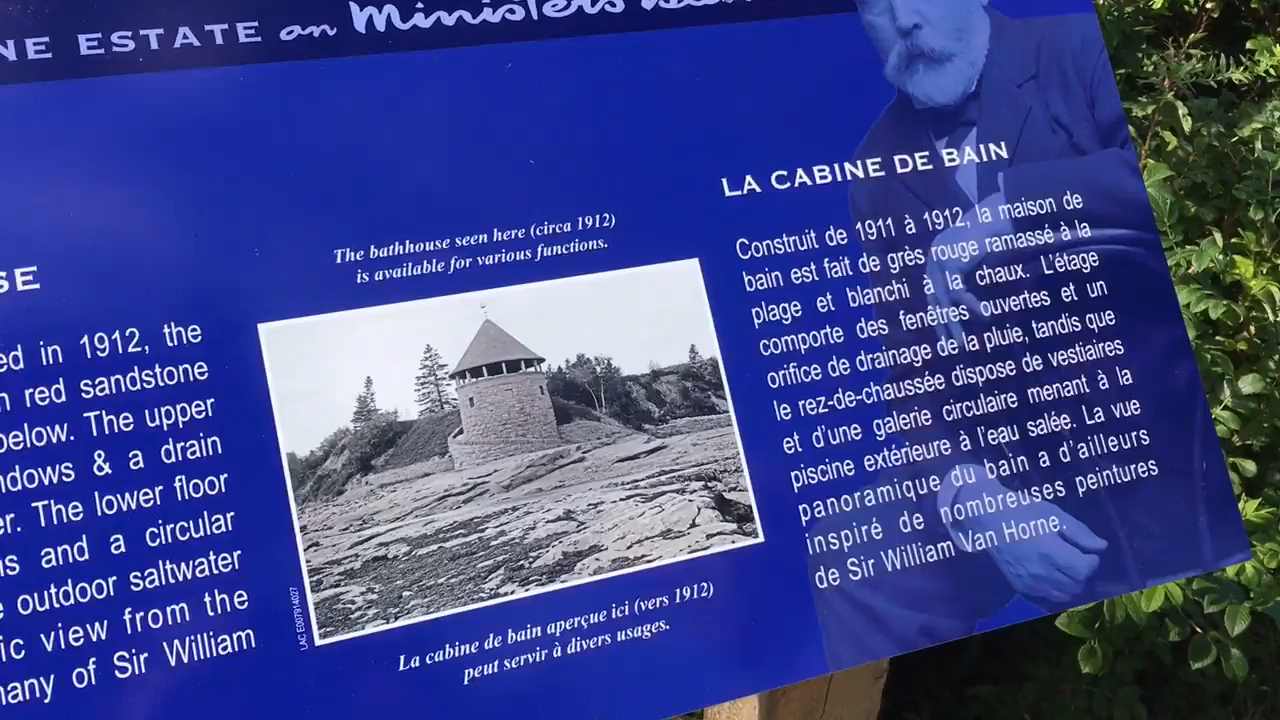 ESTATE on Ministers
SE
in 1912, the
red sandstone
below. The upper
& a drain
The lower floor
and a circular
outdoor saltwater
view from the
of Sir William
The bathhouse seen here (circa 1912)
is available for various functions.
LAC E007914027
La cabine de bain aperçue ici (vers 1912)
peut servir à divers usages.
LA CABINE DE BAIN
Construit de 1911 à 1912, la maison de
bain est fait de grès rouge ramassé à la
plage et blanchi à la chaux. L'étage
comporte des fenêtres ouvertes et un
orifice de drainage de la pluie, tandis que
le rez-de-chaussée dispose de vestiaires
et d'une galerie circulaire menant à la
piscine extérieure à l'eau salée. La vue
panoramique du bain a d'ailleurs
inspiré de nombreuses peintures
de Sir William Van Horne.